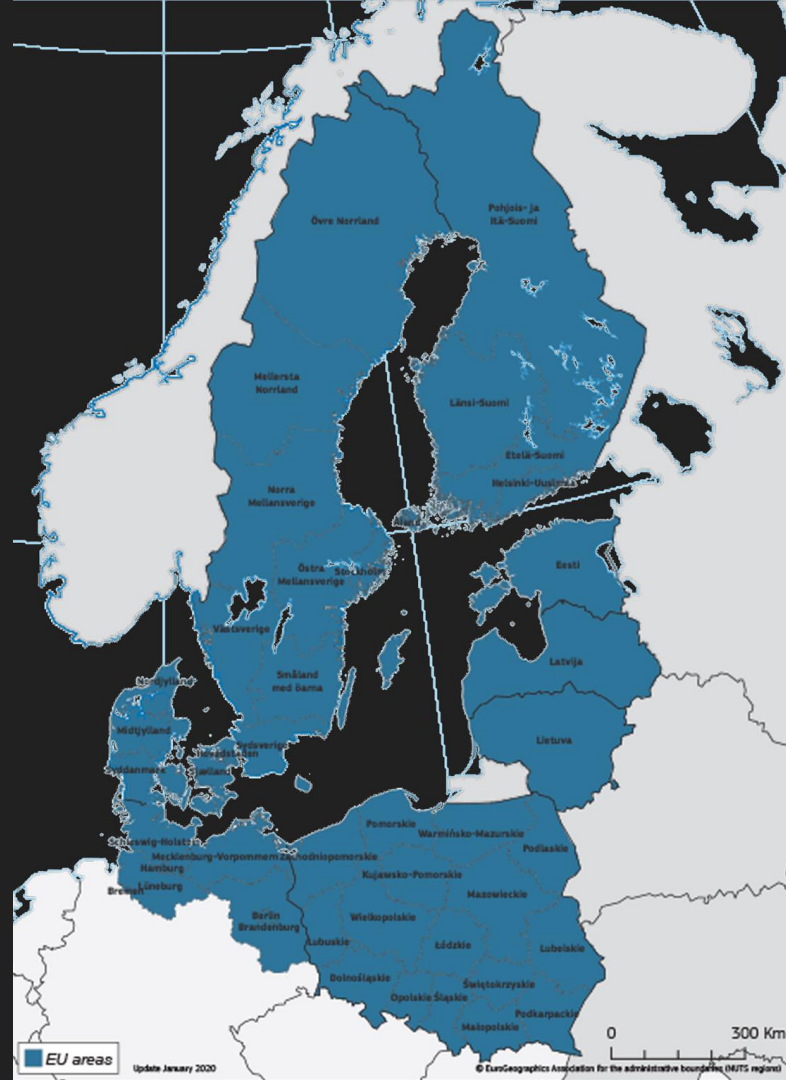 Övre Norrland
Pohjois- ja
Itä-Suomi
Mellersta
Norrland
Länsi-Suomi
Etelä-Suomi
Helsinki-Uusimaa
Norra
Mellansverige
Åland
Östra
Mellansverige
Stockholm
Eesti
Västsverige
Latvija
Småland
med öarna
Nordjylland
Midtjylland
Lietuva
Sydsverige
Hovedstaden
Syddanmark
Sjælland
Pomorskie
Warmińsko-Mazurskie
Schleswig-Holstein
Podlaskie
Mecklenburg-Vorpommern
Zachodniopomorskie
Hamburg
Kujawsko-Pomorskie
Bremen
Lüneburg
Mazowieckie
Berlin
Brandenburg
Wielkopolskie
Lubuskie
Łódzkie
Lubelskie
Dolnośląskie
Świętokrzyskie
Opolskie
Śląskie
Podkarpackie
Małopolskie
0 300 Km
EU areas
Update January 2020
© EuroGeographics Association for the administrative boundaries (NUTS regions)